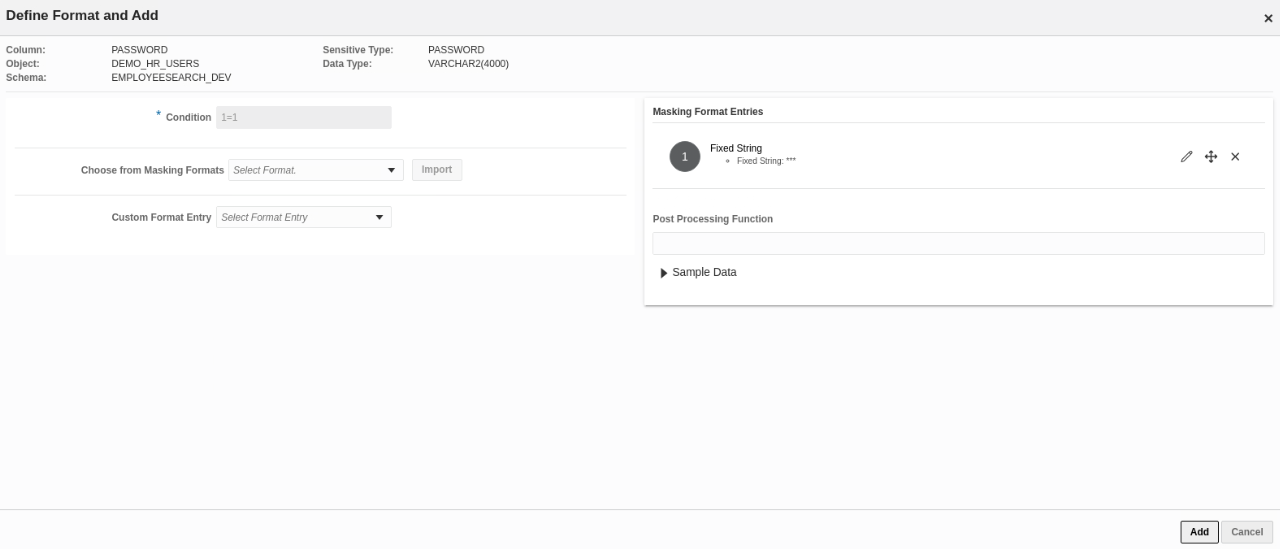 Define Format and Add
Column: PASSWORD Sensitive Type: PASSWORD
Object: DEMO_HR_USERS Data Type: VARCHAR2(4000)
Schema: EMPLOYEESEARCH_DEV
* Condition 1=1
Choose from Masking Formats Select Format. Import
Custom Format Entry Select Format Entry
Masking Format Entries
1 Fixed String
Fixed String: ***
Post Processing Function
Sample Data
Add Cancel